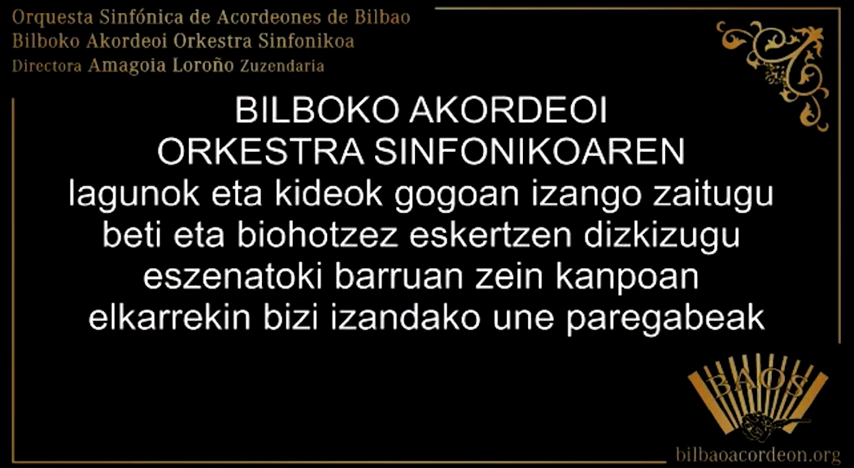 Orquesta Sinfónica de Acordeones de Bilbao
Bilboko Akordeoi Orkestra Sinfonikoa
Directora Amagoia Loroño Zuzendaria
BILBOKO AKORDEOI
ORKESTRA SINFONIKOAREN
lagunok eta kideok gogoan izango zaitugu
beti eta biohotzez eskertzen dizkizugu
eszenatoki barruan zein kanpoan
elkarrekin bizi izandako une paregabeak
BAOS
bilbaoacordeon.org